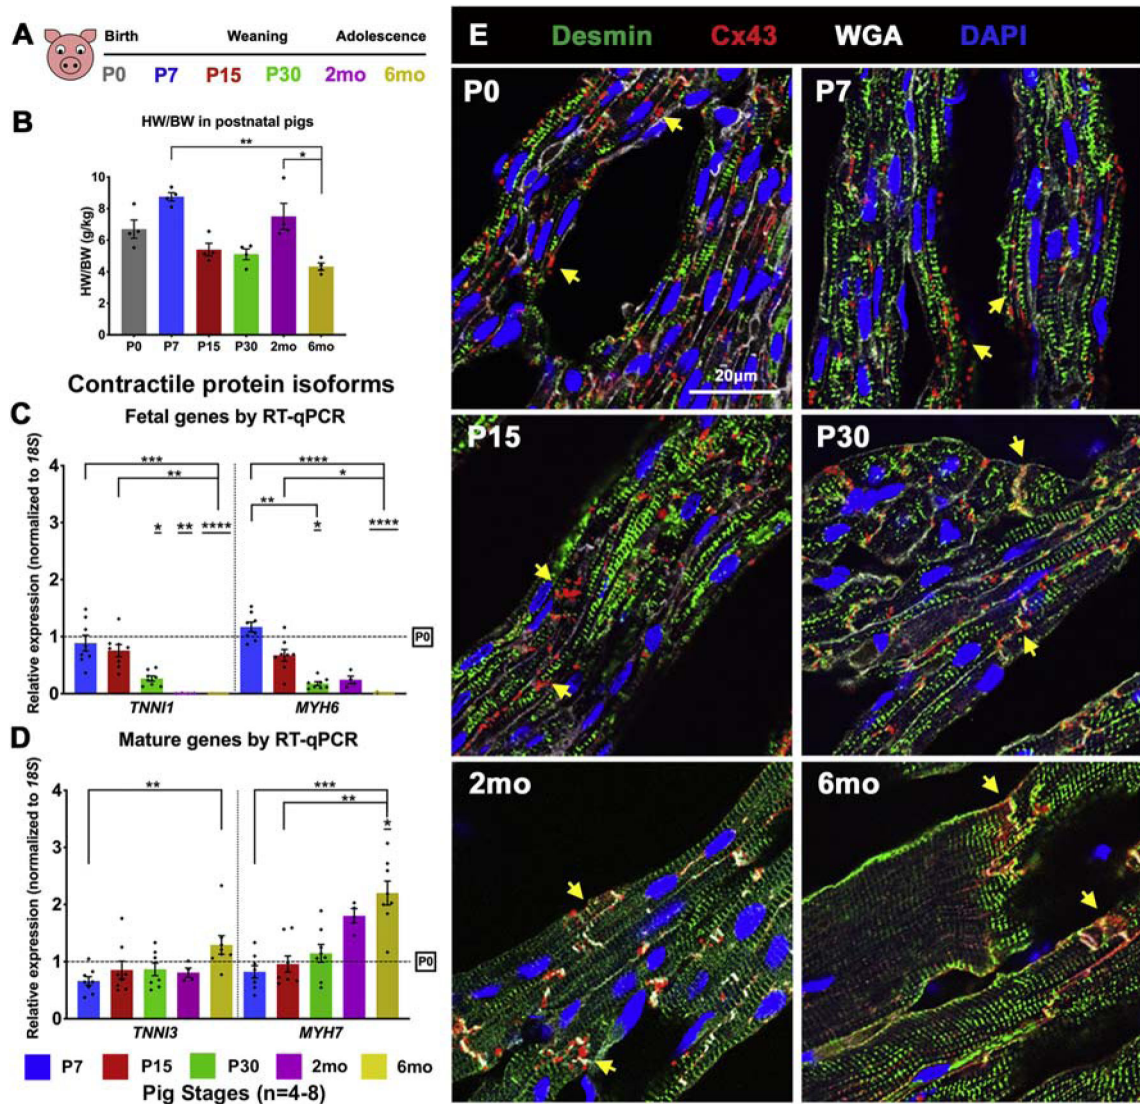 A
Birth Weaning Adolescence
P0 P7 P15 P30 2mo 6mo
B
HW/BW in postnatal pigs
**
*
HW/BW (g/kg)
10
8
6
4
2
0
P0 P7 P15 P30 2mo 6mo
Contractile protein isoforms
C
Fetal genes by RT-qPCR
Relative expression (normalized to 18S)
4
3
2
1
0
*** ****
** *
**
* ** **** * ****
P0
TNNI1 MYH6
D
Mature genes by RT-qPCR
Relative expression (normalized to 18S)
4
3
2
1
0
** ***
**
*
P0
TNNI3 MYH7
P7 P15 P30 2mo 6mo
Pig Stages (n=4-8)
E Desmin Cx43 WGA DAPI
P0 P7
20µm
P15 P30
2mo 6mo